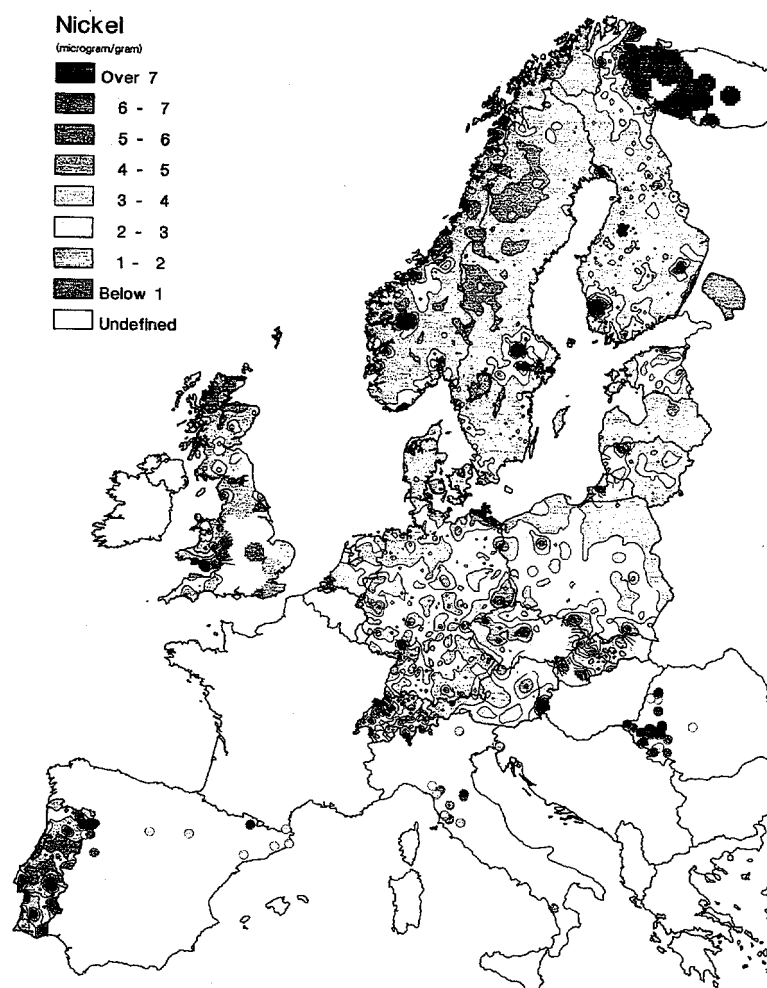 Nickel
(microgram/gram)
Over 7
6 - 7
5 - 6
4 - 5
3 - 4
2 - 3
1 - 2
Below 1
Undefined